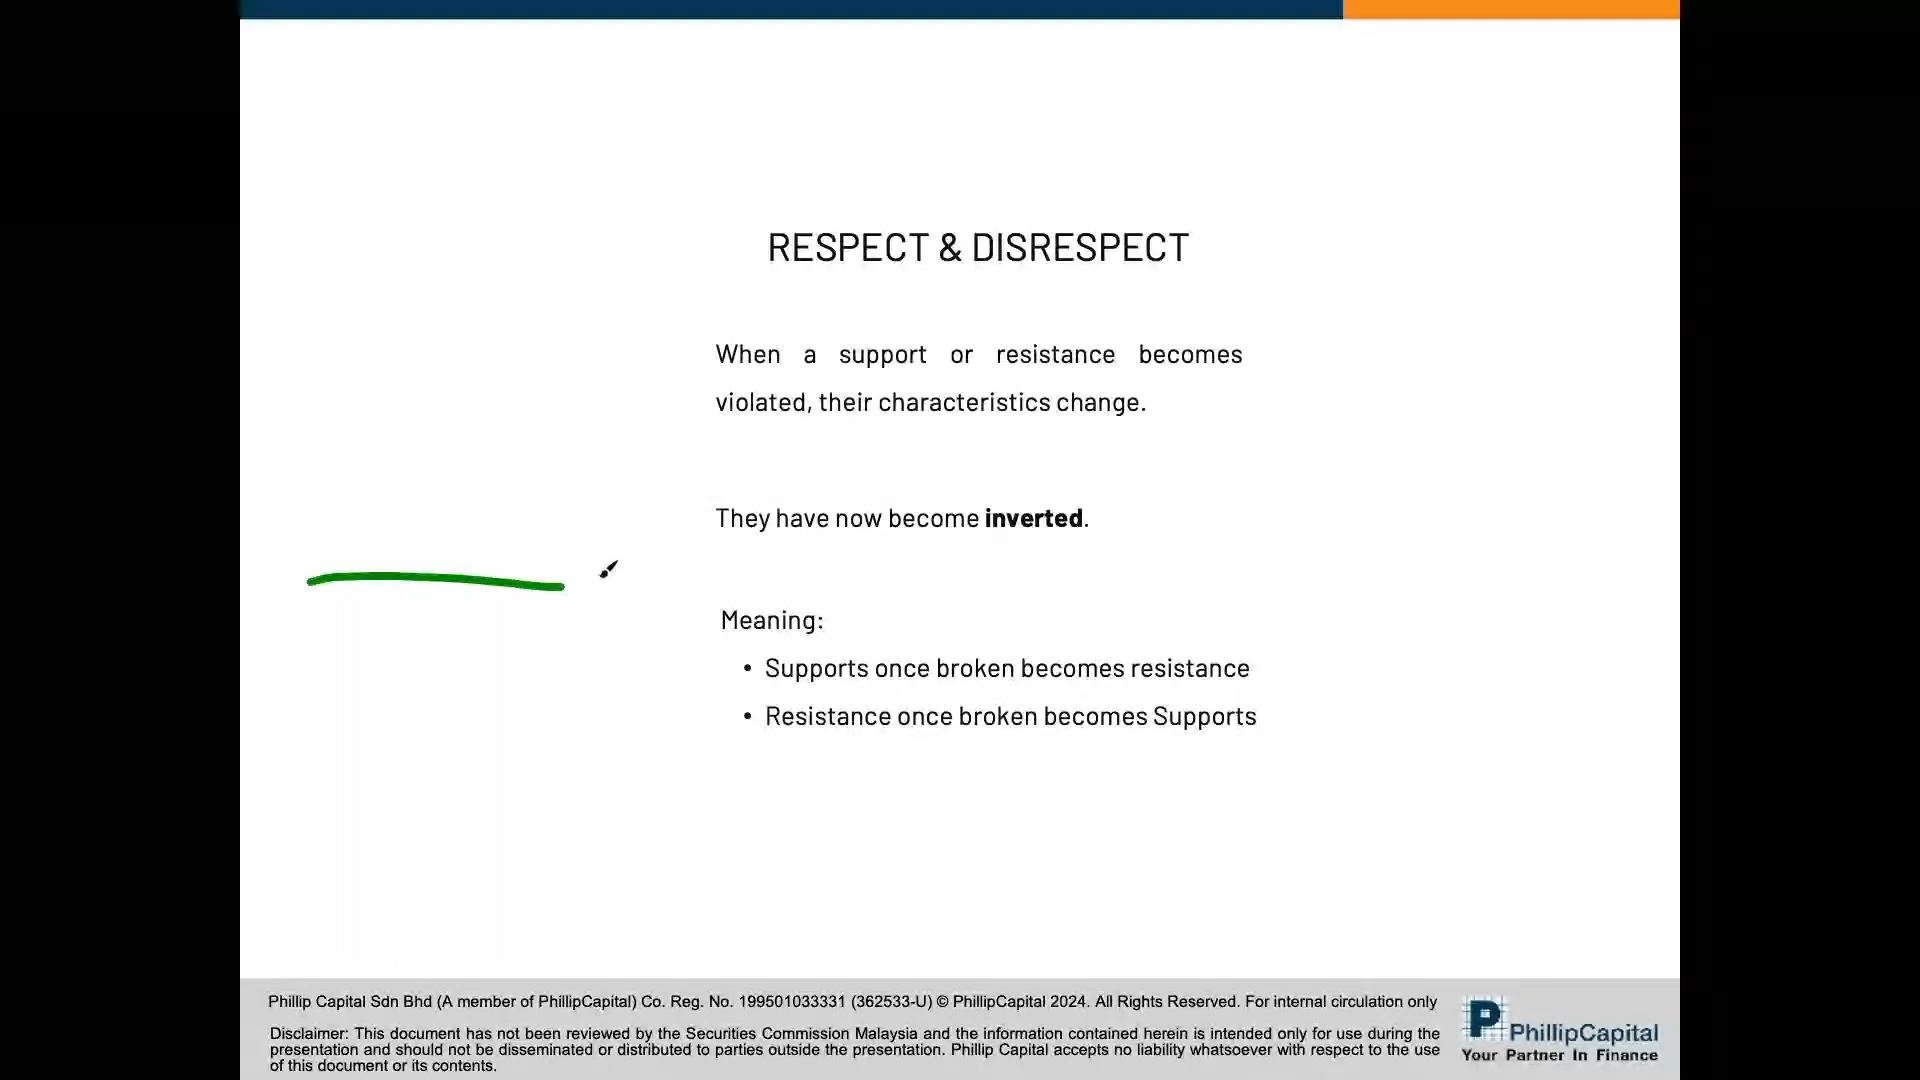 RESPECT & DISRESPECT
When a support or resistance becomes
violated, their characteristics change.
They have now become inverted.
Meaning:
• Supports once broken becomes resistance
• Resistance once broken becomes Supports
Phillip Capital Sdn Bhd (A member of PhillipCapital) Co. Reg. No. 199501033331 (362533-U) © PhillipCapital 2024. All Rights Reserved. For internal circulation only
Disclaimer: This document has not been reviewed by the Securities Commission Malaysia and the information contained herein is intended only for use during the
presentation and should not be disseminated or distributed to parties outside the presentation. Phillip Capital accepts no liability whatsoever with respect to the use
of this document or its contents.
PhillipCapital
Your Partner In Finance